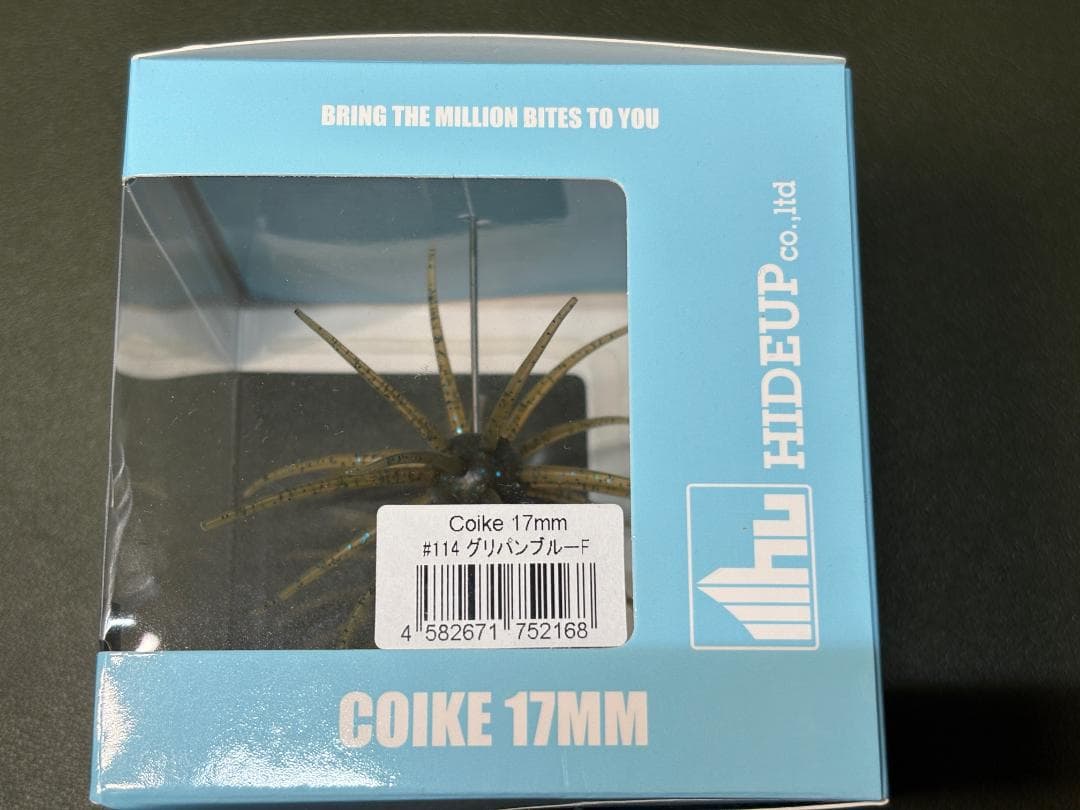 BRING THE MILLION BITES TO YOU
HIDEUP co.,ltd
hu
Coike 17mm
#114 グリパンブルーF
4 582671 752168
COIKE 17MM